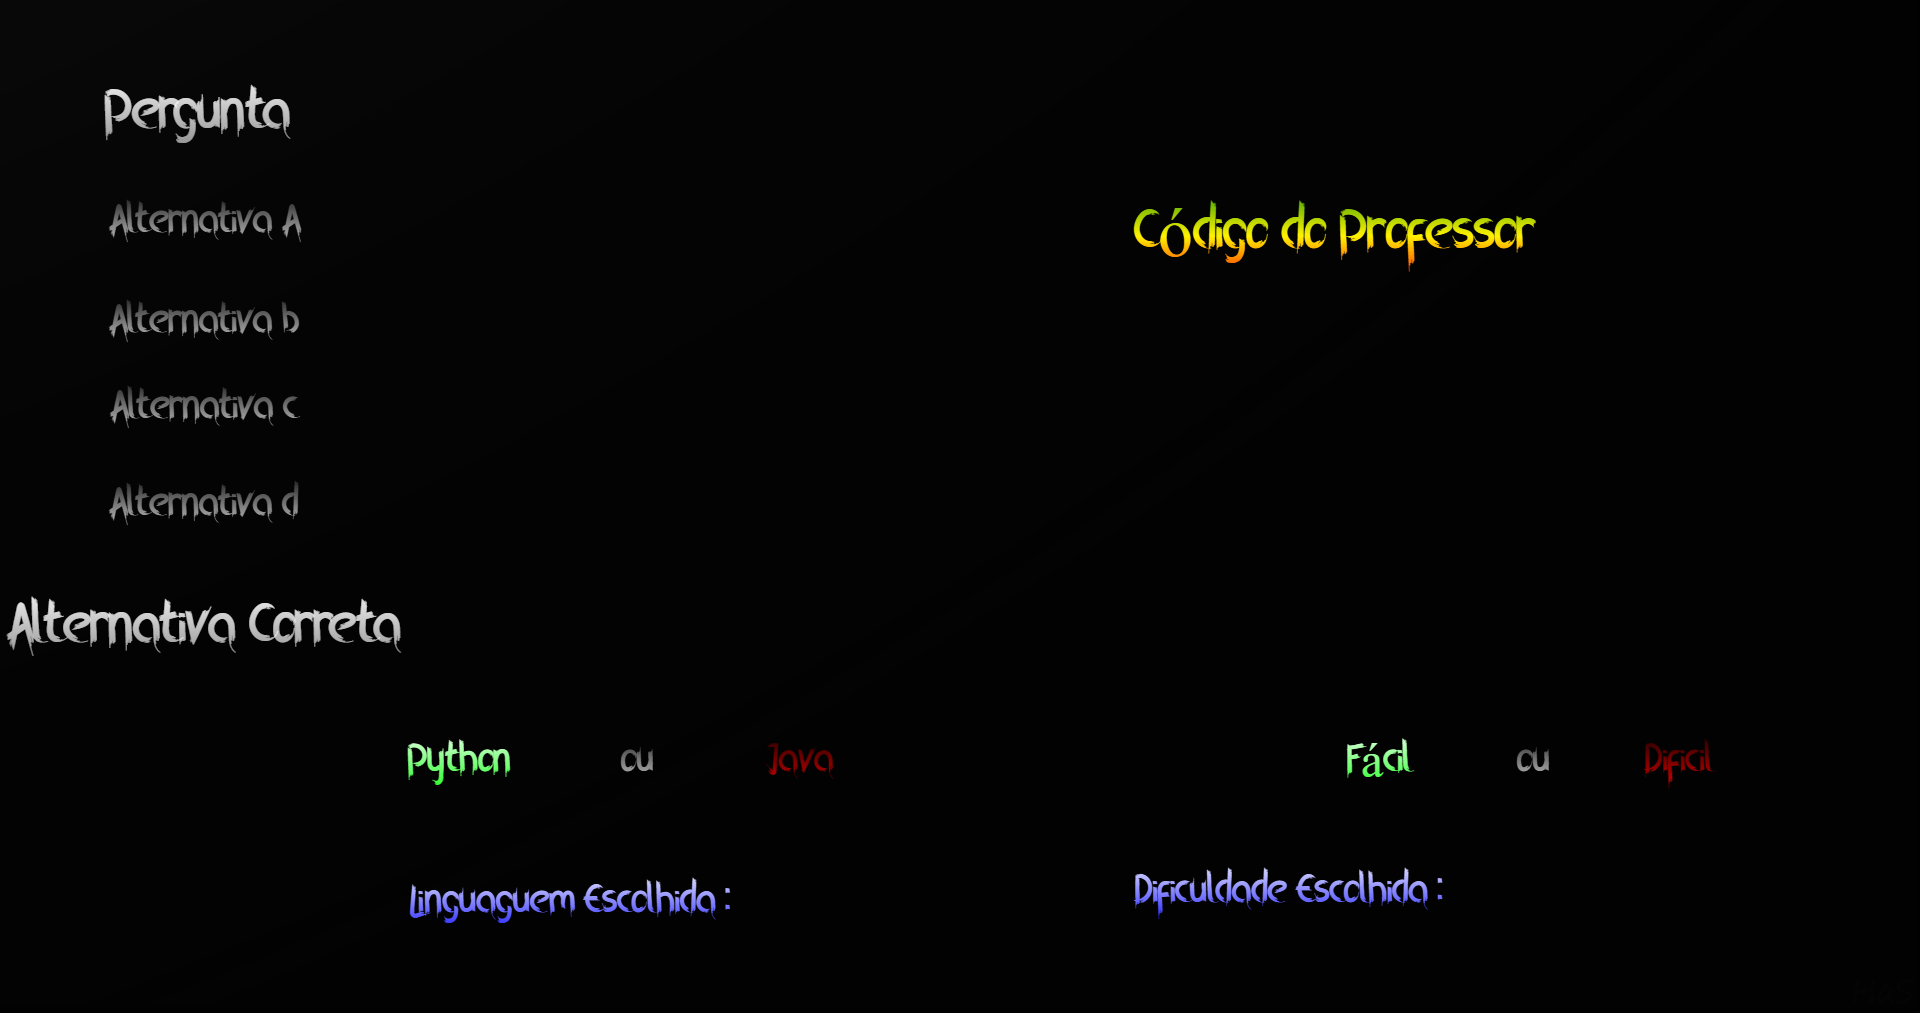 Pergunta
Alternativa A
Código do Professor
Alternativa b
Alternativa c
Alternativa d
Alternativa Correta
Python ou Java
Fácil ou Dificil
Linguaguem Escolhida :
Dificuldade Escolhida :